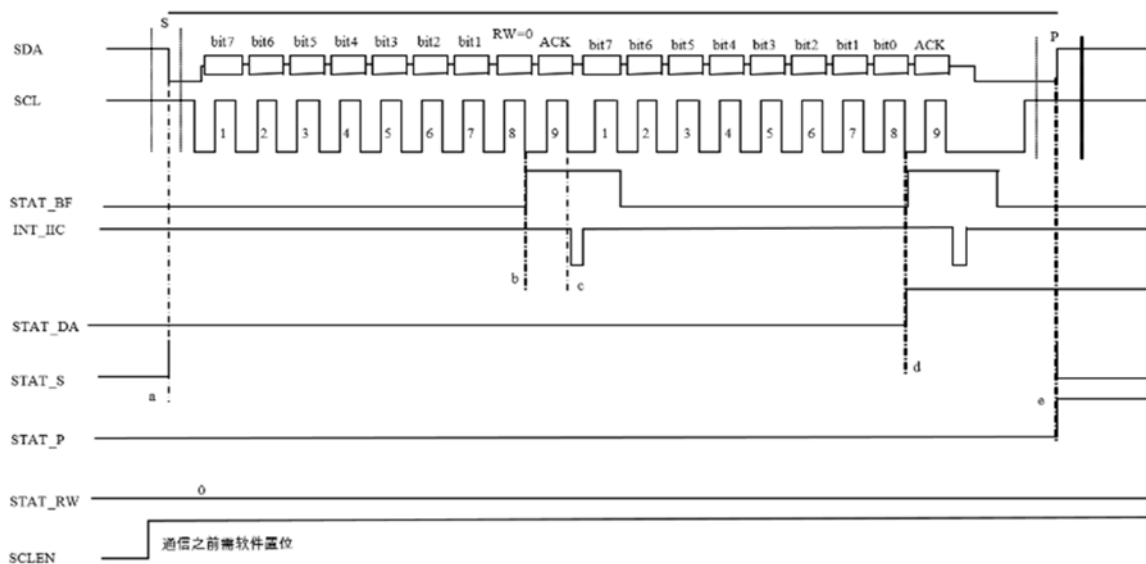 S P
RW=0
bit7 bit6 bit5 bit4 bit3 bit2 bit1 ACK bit7 bit6 bit5 bit4 bit3 bit2 bit1 bit0 ACK
SDA
SCL
1 2 3 4 5 6 7 8 9 1 2 3 4 5 6 7 8 9
STAT_BF
INT_IIC
b c
STAT_DA
d
STAT_S
a e
STAT_P
0
STAT_RW
通信之前需软件置位
SCLEN